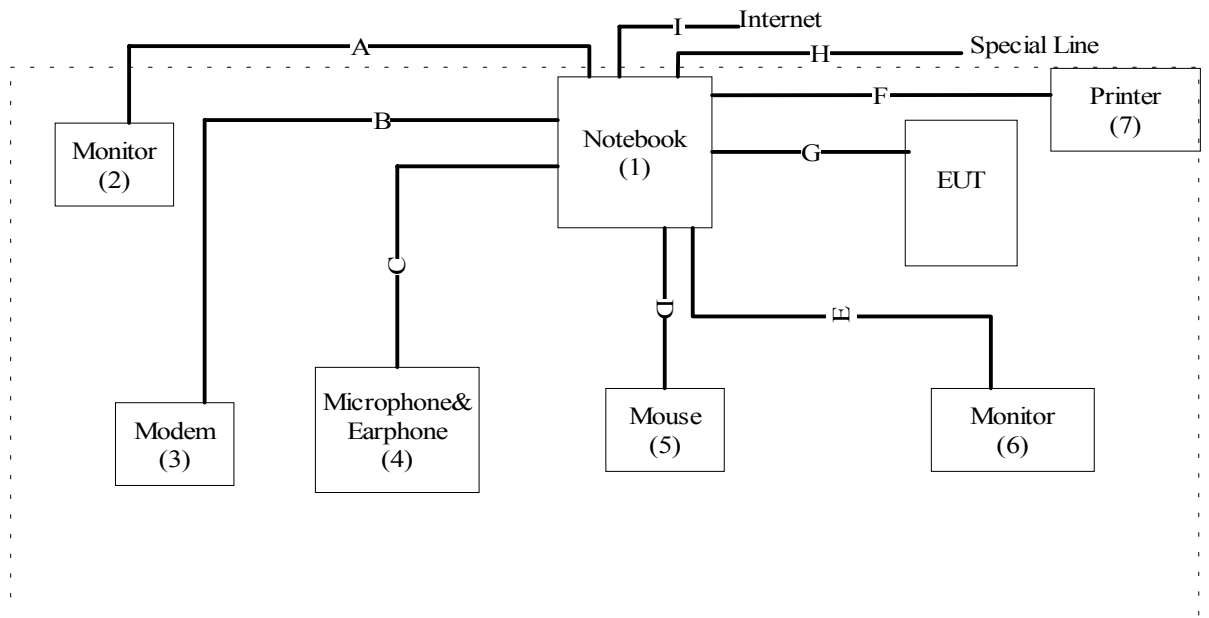 I
Internet
A
H
Special Line
F
Printer
(7)
B
Notebook
(1)
Monitor
(2)
G
EUT
C
D
E
Microphone&
Earphone
(4)
Mouse
(5)
Monitor
(6)
Modem
(3)